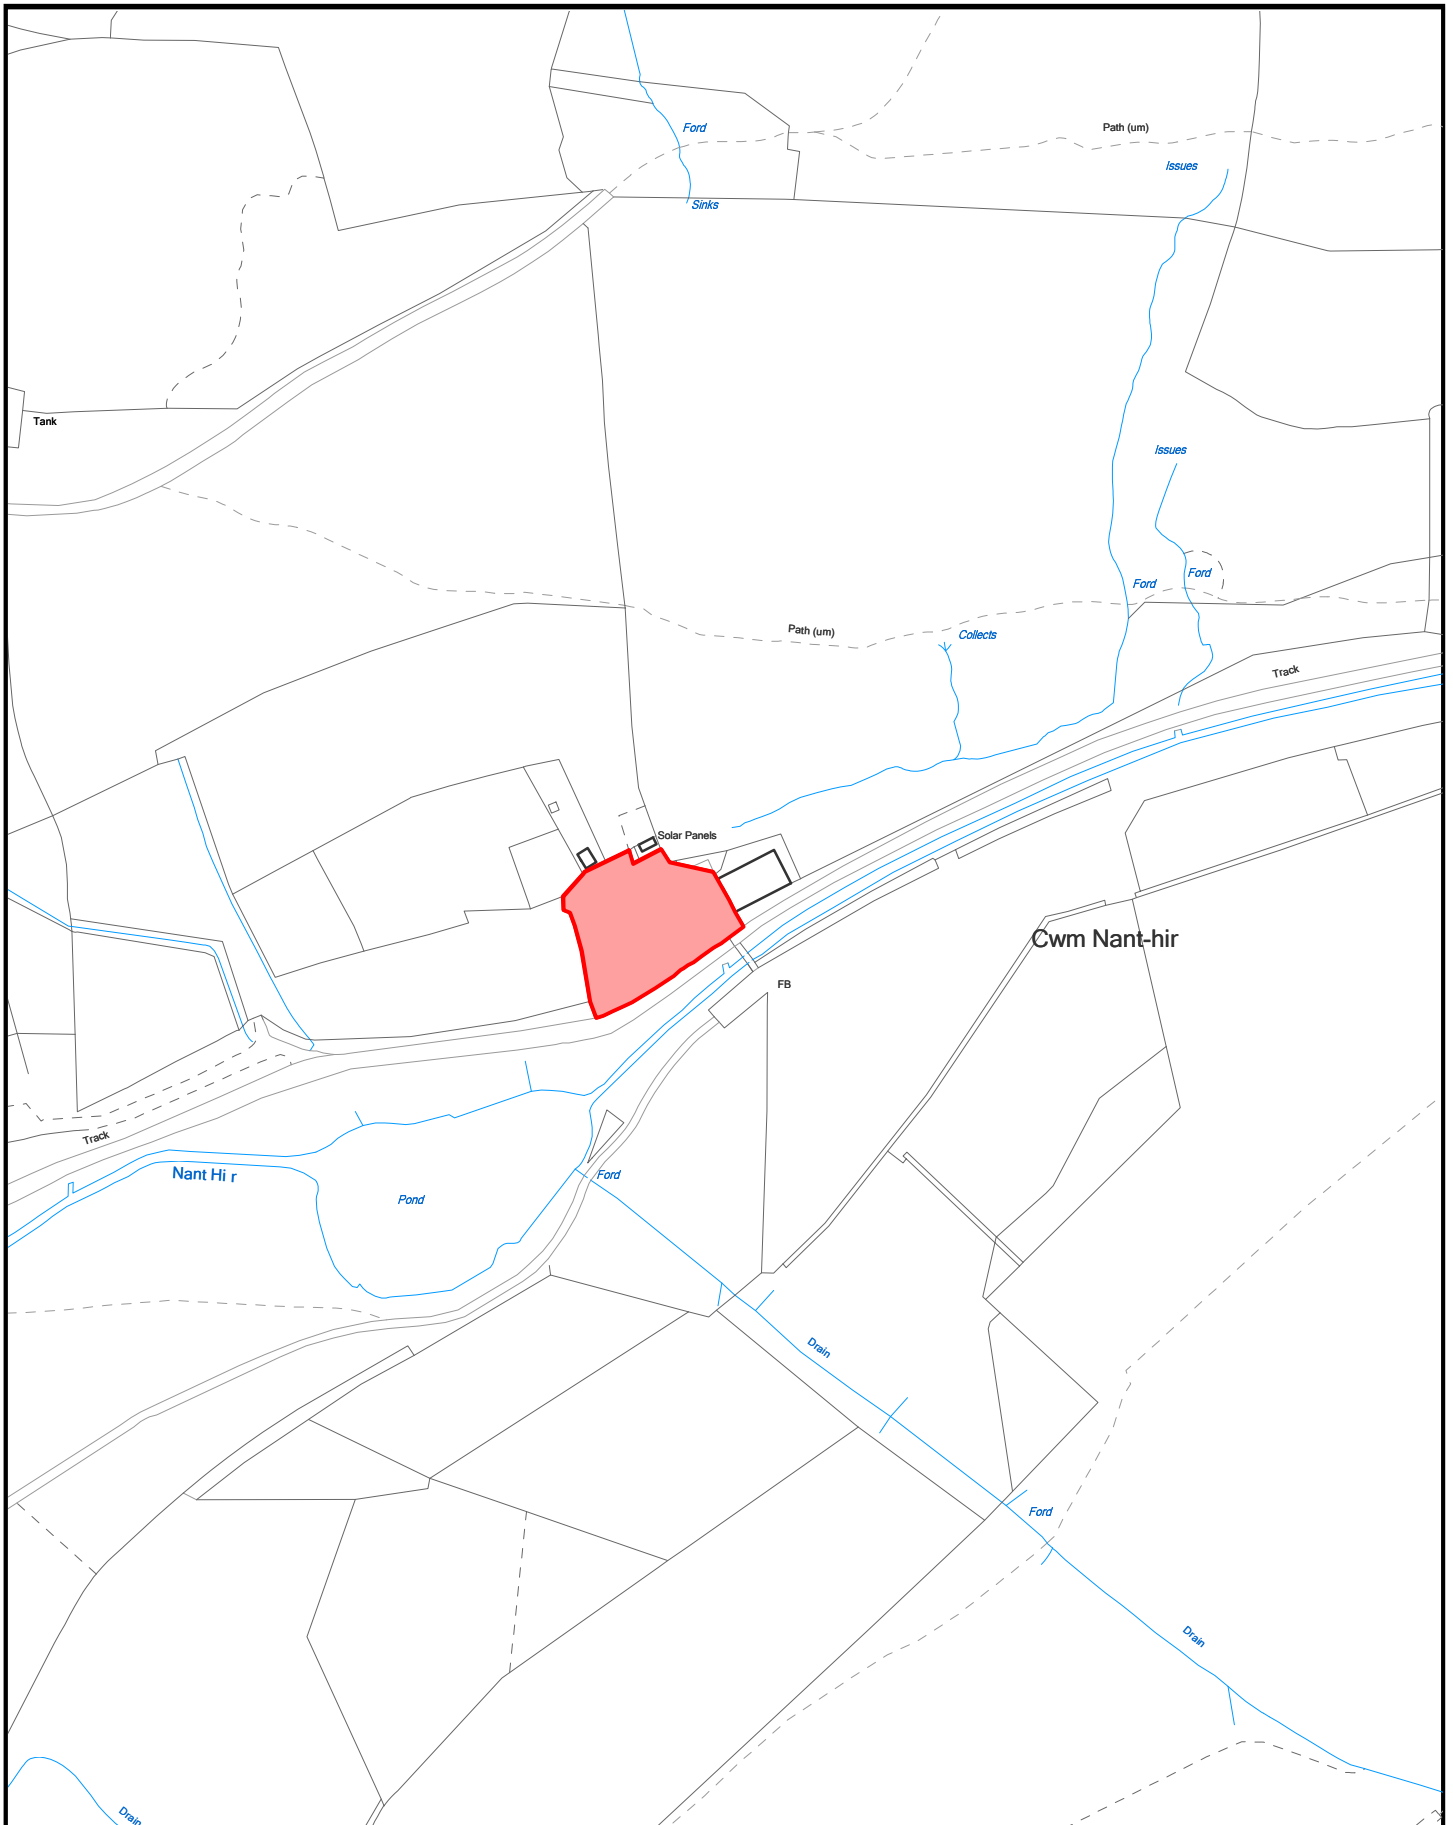 Ford
Path (um)
Issues
Sinks
Tank
Issues
Ford
Ford
Path (um)
Collects
Track
Solar Panels
Cwm Nant-hir
FB
Track
Nant Hi r
Ford
Pond
Drain
Ford
Drain
Drain